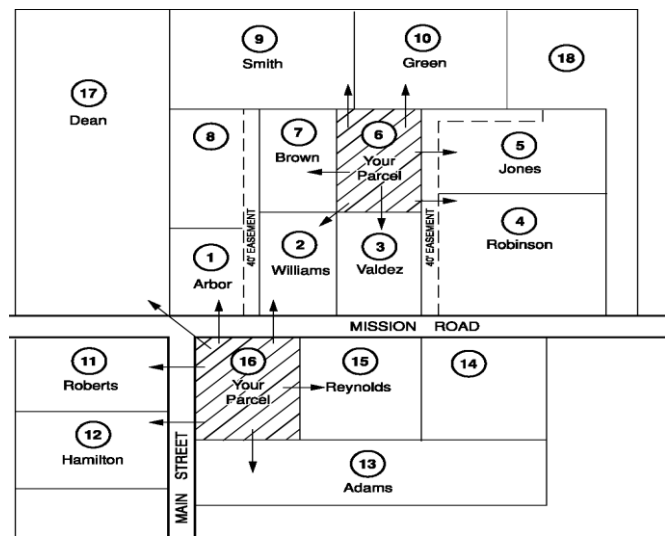 9
Smith
10
Green
18
17
Dean
8
7
Brown
6
Your
Parcel
5
Jones
40' EASEMENT
40' EASEMENT
1
Arbor
2
Williams
3
Valdez
4
Robinson
MISSION ROAD
11
Roberts
16
Your
Parcel
15
Reynolds
14
12
Hamilton
MAIN STREET
13
Adams